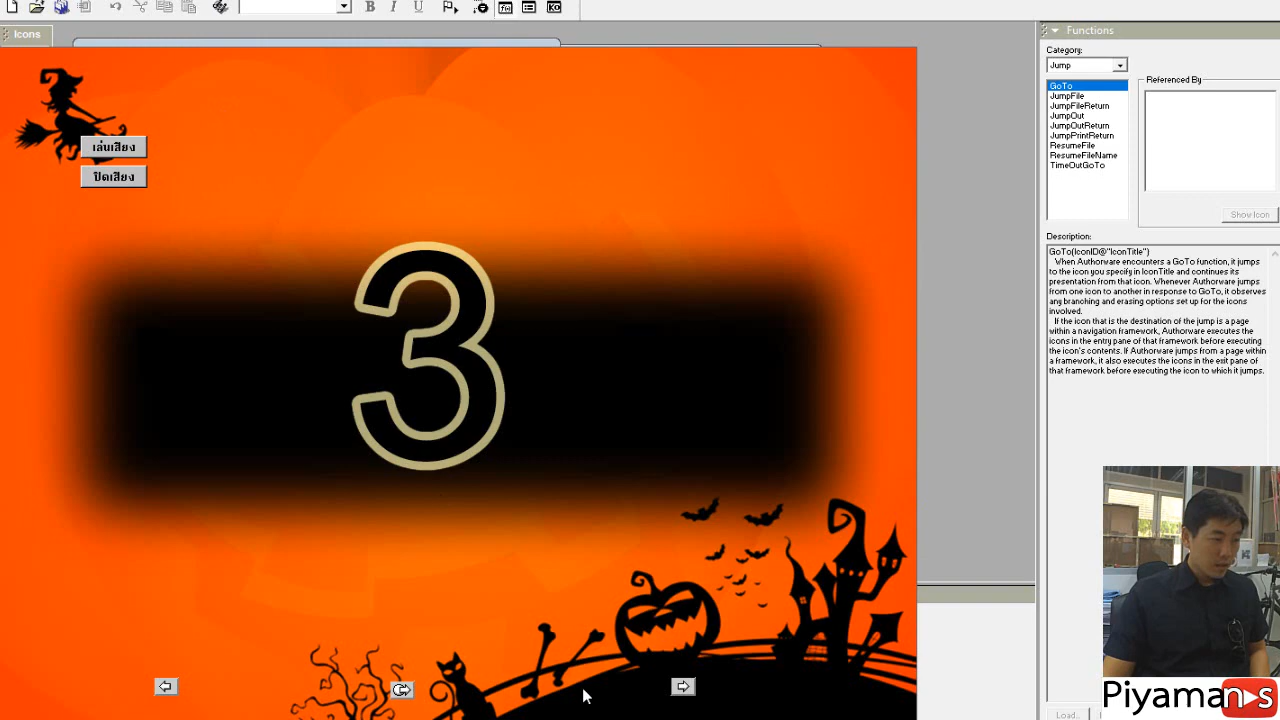 B I U
Icons
Functions
Category:
Jump
GoTo
JumpFile
JumpFileReturn
JumpOut
JumpOutReturn
JumpPrintReturn
ResumeFile
ResumeFileName
TimeOutGoTo
Referenced By
Show Icon
Description:
GoTo(IconID@"IconTitle")
When Authorware encounters a GoTo function, it jumps
to the icon you specify in IconTitle and continues its
presentation from that icon. Whenever Authorware jumps
from one icon to another in response to GoTo, it observes
any branching and erasing options set up for the icons
involved.
If the icon that is the destination of the jump is a page
within a navigation framework, Authorware executes the
icons in the entry pane of that framework before executing
the icon's contents. If Authorware jumps from a page within
a framework, it also executes the icons in the exit pane of
that framework before executing the icon to which it jumps.
Load...
เล่นเสียง
ปิดเสียง
3
Piyaman▶s